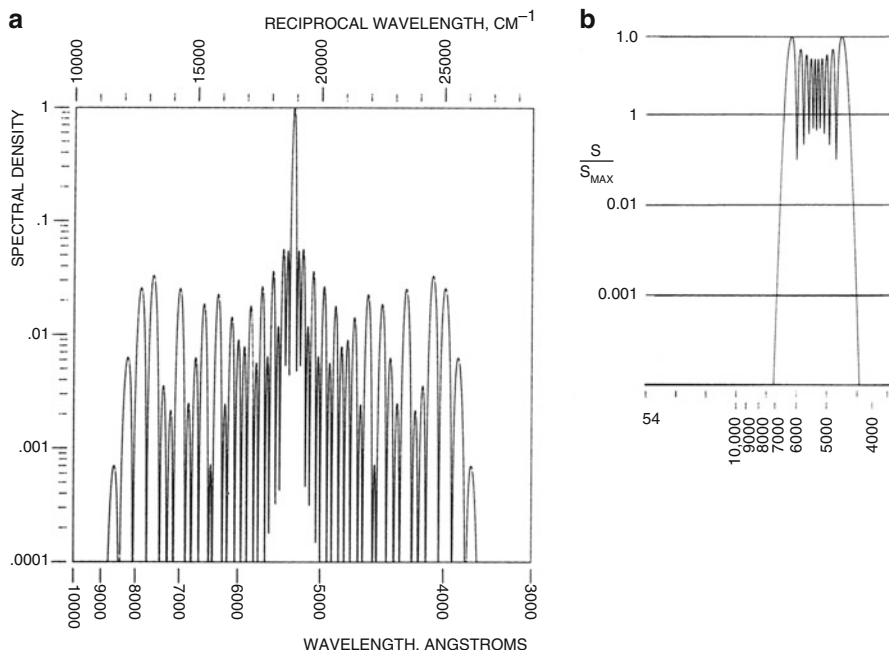 a
RECIPROCAL WAVELENGTH, CM⁻¹
10000 15000 20000 25000
SPECTRAL DENSITY
1
.1
.01
.001
.0001
10000 9000 8000 7000 6000 5000 4000 3000
WAVELENGTH, ANGSTROMS
b
1.0
1
S
S_MAX
0.01
0.001
54
10,000 9000 8000 7000 6000 5000 4000